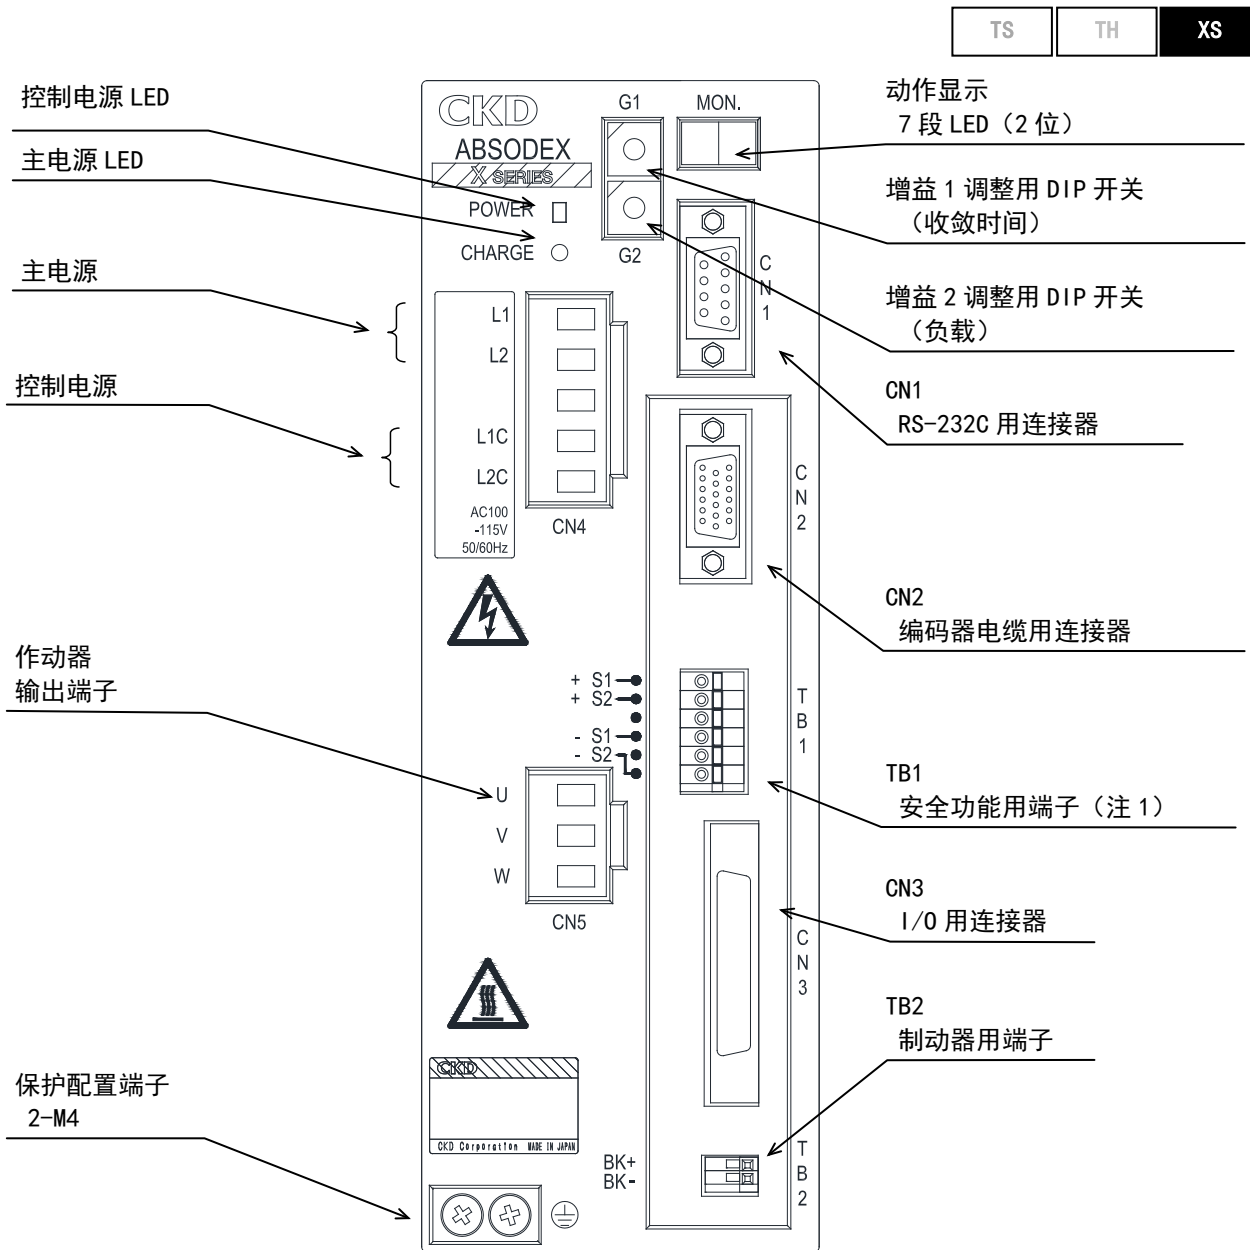 TS TH XS
控制电源 LED
主电源 LED
主电源
控制电源
作动器
输出端子
保护配置端子
2-M4
CKD
ABSODEX
X SERIES
POWER
CHARGE
G1
G2
MON.
L1
L2
L1C
L2C
AC100
-115V
50/60Hz
CN4
CN1
CN2
+ S1
+ S2
- S1
- S2
TB1
U
V
W
CN5
CN3
CKD
CKD Corporation MADE IN JAPAN
BK+
BK-
TB2
动作显示
7 段 LED（2 位）
增益 1 调整用 DIP 开关
（收敛时间）
增益 2 调整用 DIP 开关
（负载）
CN1
RS-232C 用连接器
CN2
编码器电缆用连接器
TB1
安全功能用端子（注 1）
CN3
I/O 用连接器
TB2
制动器用端子